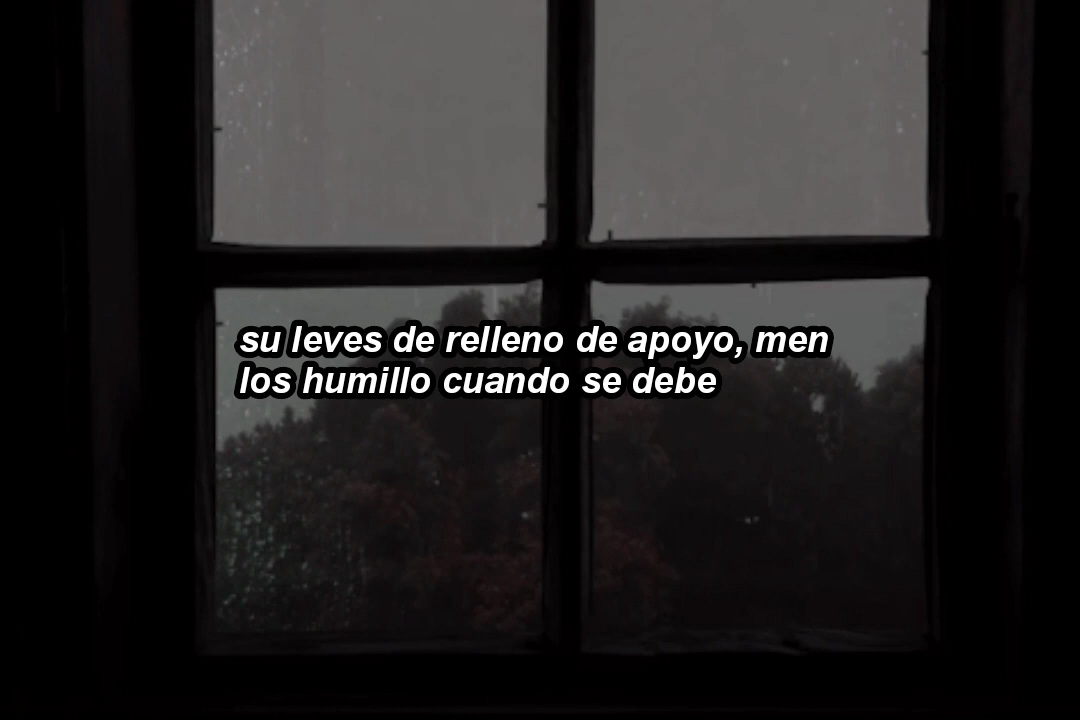 su leves de relleno de apoyo, men
los humillo cuando se debe